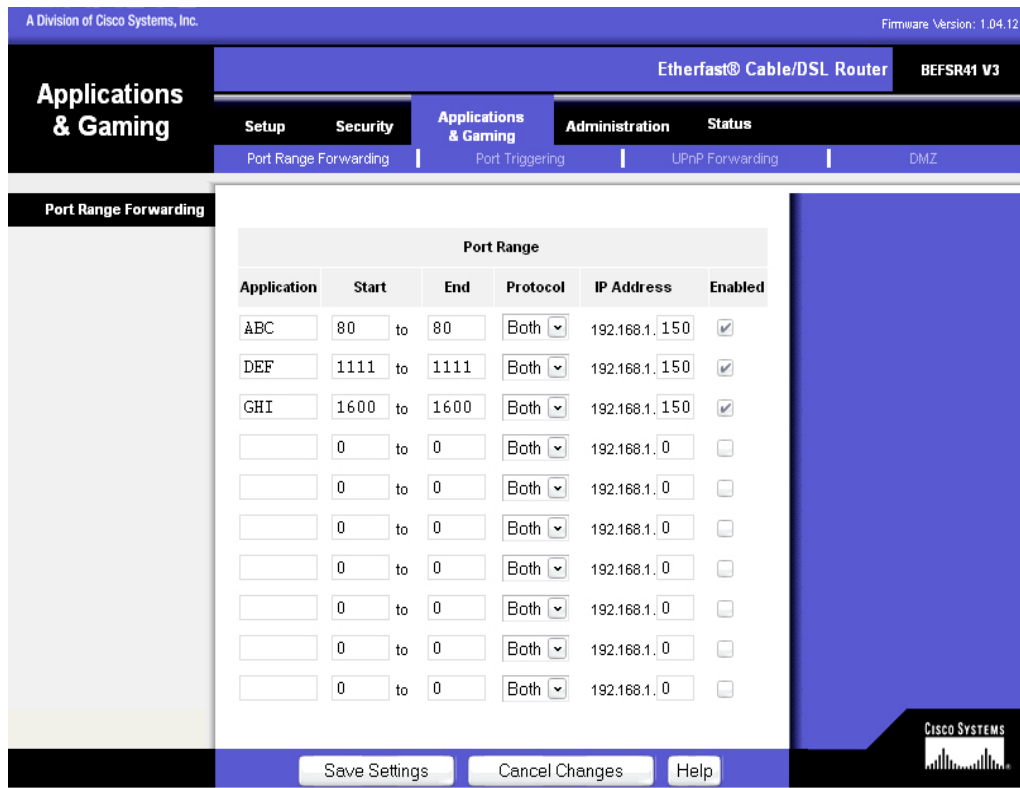 A Division of Cisco Systems, Inc.
Firmware Version: 1.04.12
Etherfast® Cable/DSL Router BEFSR41 V3
Applications & Gaming
Setup Security Applications & Gaming Administration Status
Port Range Forwarding Port Triggering UPnP Forwarding DMZ
Port Range Forwarding
Port Range
Application Start End Protocol IP Address Enabled
ABC 80 to 80 Both 192.168.1. 150
DEF 1111 to 1111 Both 192.168.1. 150
GHI 1600 to 1600 Both 192.168.1. 150
0 to 0 Both 192.168.1. 0
0 to 0 Both 192.168.1. 0
0 to 0 Both 192.168.1. 0
0 to 0 Both 192.168.1. 0
0 to 0 Both 192.168.1. 0
0 to 0 Both 192.168.1. 0
0 to 0 Both 192.168.1. 0
Save Settings Cancel Changes Help
CISCO SYSTEMS